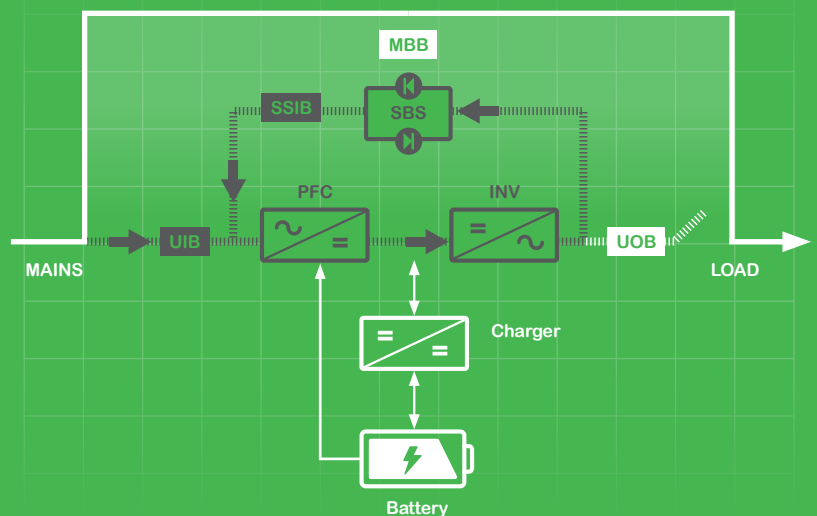 MBB
SSIB
SBS
PFC
INV
UIB
UOB
MAINS
LOAD
Charger
Battery